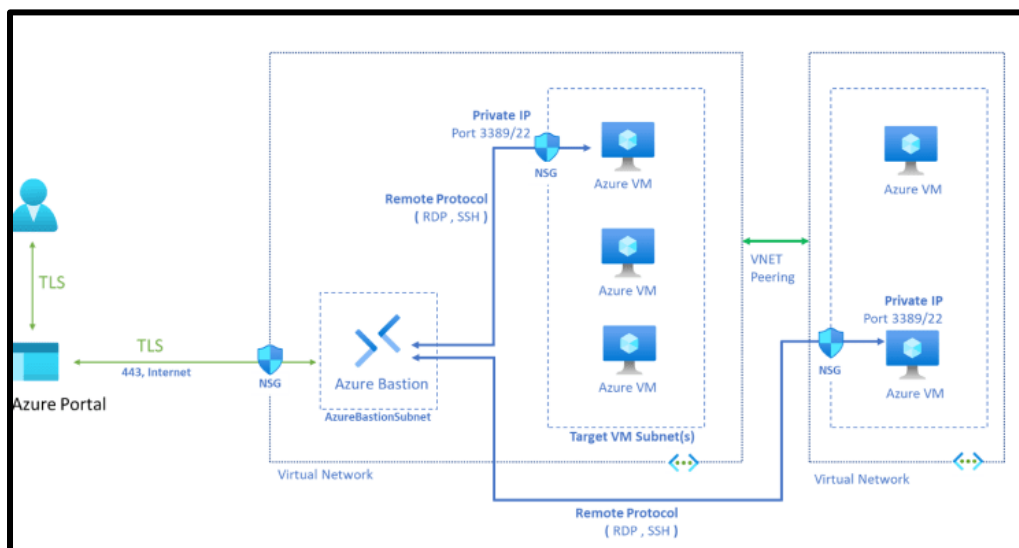 Private IP
Port 3389/22
NSG
Azure VM
Azure VM
Remote Protocol
( RDP , SSH )
TLS
Azure VM
VNET
Peering
Private IP
Port 3389/22
TLS
443, Internet
NSG
Azure Bastion
AzureBastionSubnet
Azure VM
NSG
Azure VM
Azure Portal
Target VM Subnet(s)
Virtual Network
Virtual Network
Remote Protocol
( RDP , SSH )